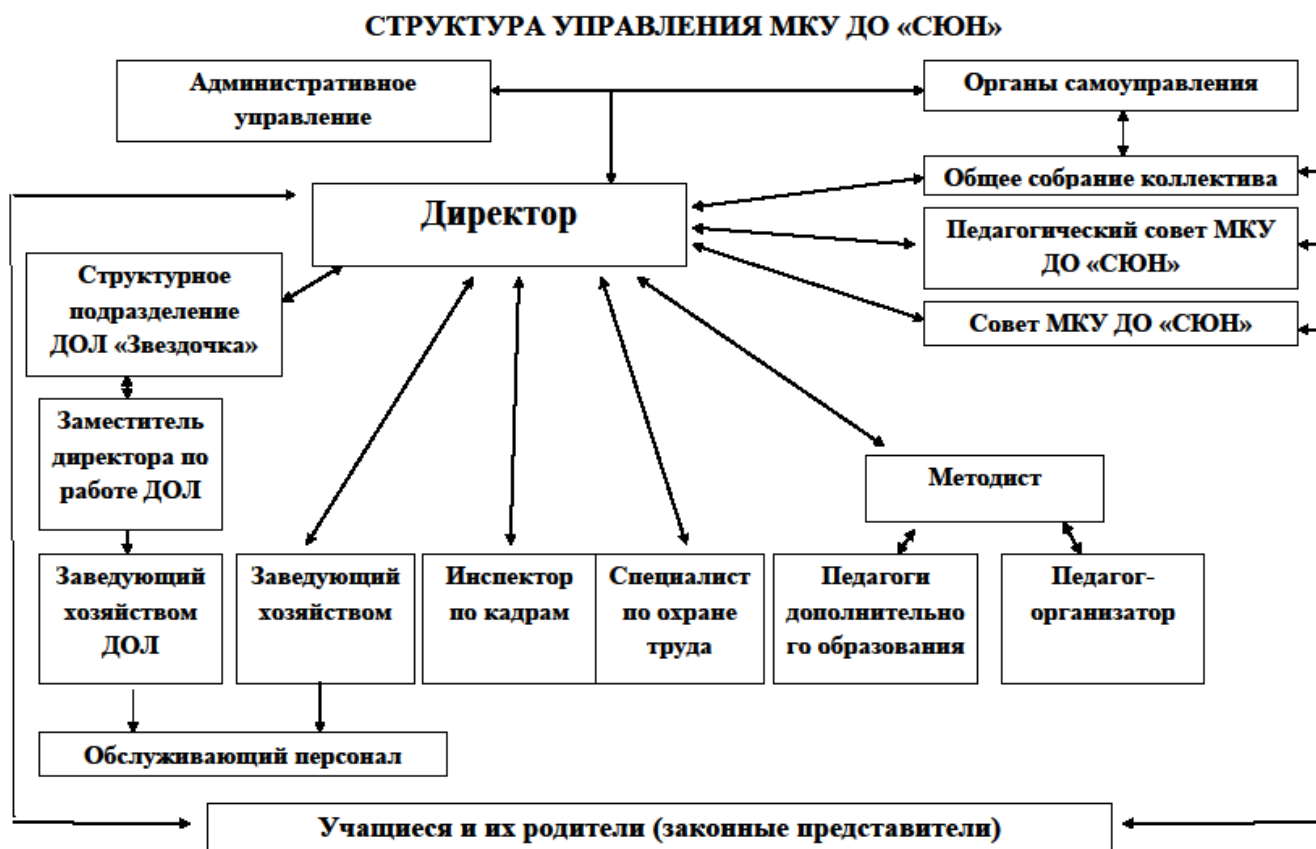 СТРУКТУРА УПРАВЛЕНИЯ МКУ ДО «СЮН»
Административное
управление
Органы самоуправления
Общее собрание коллектива
Директор
Педагогический совет МКУ
ДО «СЮН»
Структурное
подразделение
ДОЛ «Звездочка»
Совет МКУ ДО «СЮН»
Заместитель
директора по
работе ДОЛ
Методист
Заведующий
хозяйством
ДОЛ
Заведующий
хозяйством
Инспектор
по кадрам
Специалист
по охране
труда
Педагоги
дополнительно
го образования
Педагог-
организатор
Обслуживающий персонал
Учащиеся и их родители (законные представители)